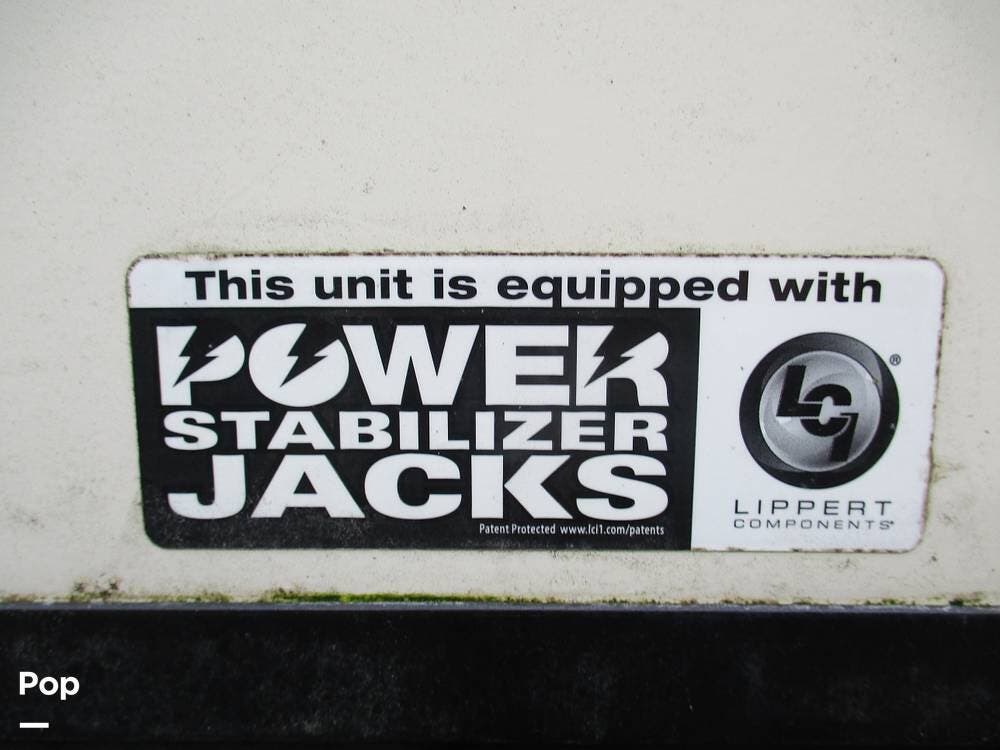 This unit is equipped with
POWER
STABILIZER
JACKS
Patent Protected www.lci1.com/patents
LCI®
LIPPERT
COMPONENTS®
Pop